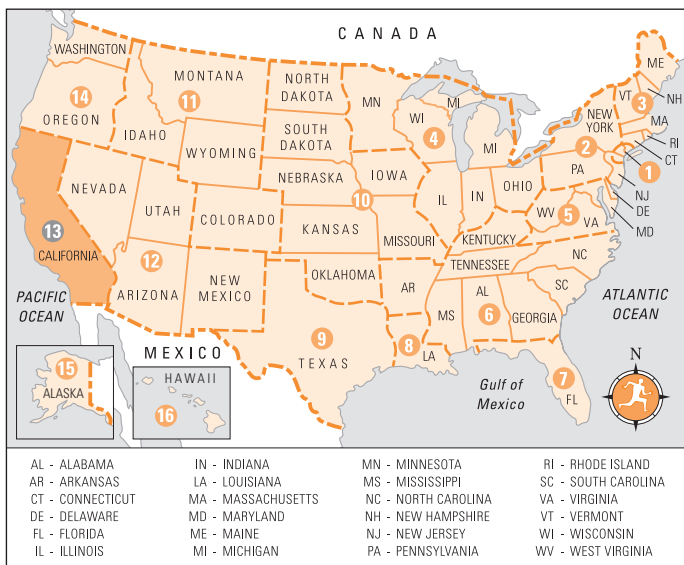 CANADA
WASHINGTON
MONTANA
NORTH
DAKOTA
MN
ME
14
11
VT
3
NH
OREGON
IDAHO
WI
MI
NEW
YORK
MA
SOUTH
DAKOTA
4
MI
2
RI
WYOMING
CT
NEBRASKA
IOWA
PA
1
NEVADA
OHIO
NJ
UTAH
10
IL
IN
DE
COLORADO
WV
5
13
KANSAS
MISSOURI
VA
MD
CALIFORNIA
KENTUCKY
12
NC
TENNESSEE
OKLAHOMA
AR
NEW
MEXICO
SC
PACIFIC
OCEAN
ARIZONA
AL
ATLANTIC
OCEAN
MS
6
GEORGIA
9
8
TEXAS
LA
MEXICO
N
15
HAWAII
7
ALASKA
Gulf of
Mexico
FL
16
AL - ALABAMA
AR - ARKANSAS
CT - CONNECTICUT
DE - DELAWARE
FL - FLORIDA
IL - ILLINOIS
IN - INDIANA
LA - LOUISIANA
MA - MASSACHUSETTS
MD - MARYLAND
ME - MAINE
MI - MICHIGAN
MN - MINNESOTA
MS - MISSISSIPPI
NC - NORTH CAROLINA
NH - NEW HAMPSHIRE
NJ - NEW JERSEY
PA - PENNSYLVANIA
RI - RHODE ISLAND
SC - SOUTH CAROLINA
VA - VIRGINIA
VT - VERMONT
WI - WISCONSIN
WV - WEST VIRGINIA